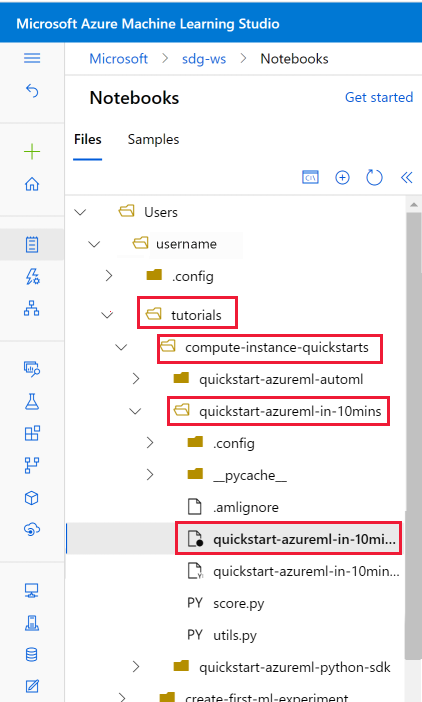 Microsoft Azure Machine Learning Studio
Microsoft > sdg-ws > Notebooks
Notebooks
Get started
Files
Samples
Users
username
.config
tutorials
compute-instance-quickstarts
quickstart-azureml-automl
quickstart-azureml-in-10mins
.config
__pycache__
.amlignore
quickstart-azureml-in-10mi...
quickstart-azureml-in-10min...
PY score.py
PY utils.py
quickstart-azureml-python-sdk
create-first-ml-experiment